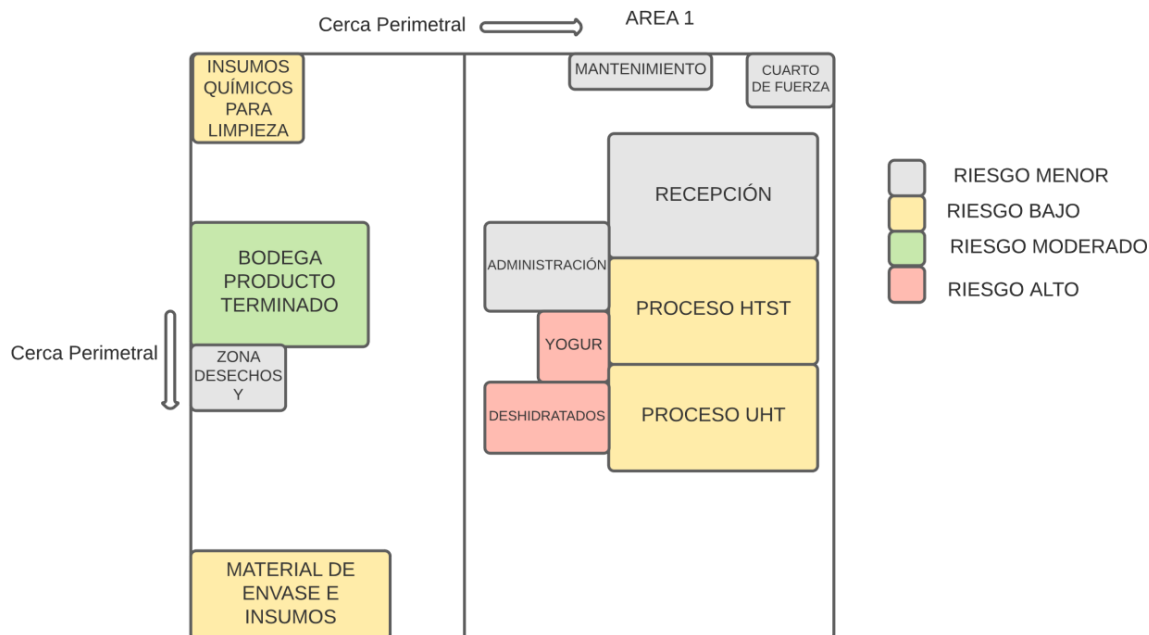 Cerca Perimetral
AREA 1
INSUMOS
QUÍMICOS
PARA
LIMPIEZA
MANTENIMIENTO
CUARTO
DE FUERZA
RECEPCIÓN
BODEGA
PRODUCTO
TERMINADO
ADMINISTRACIÓN
PROCESO HTST
YOGUR
Cerca Perimetral
ZONA
DESECHOS
Y
DESHIDRATADOS
PROCESO UHT
MATERIAL DE
ENVASE E
INSUMOS
RIESGO MENOR
RIESGO BAJO
RIESGO MODERADO
RIESGO ALTO